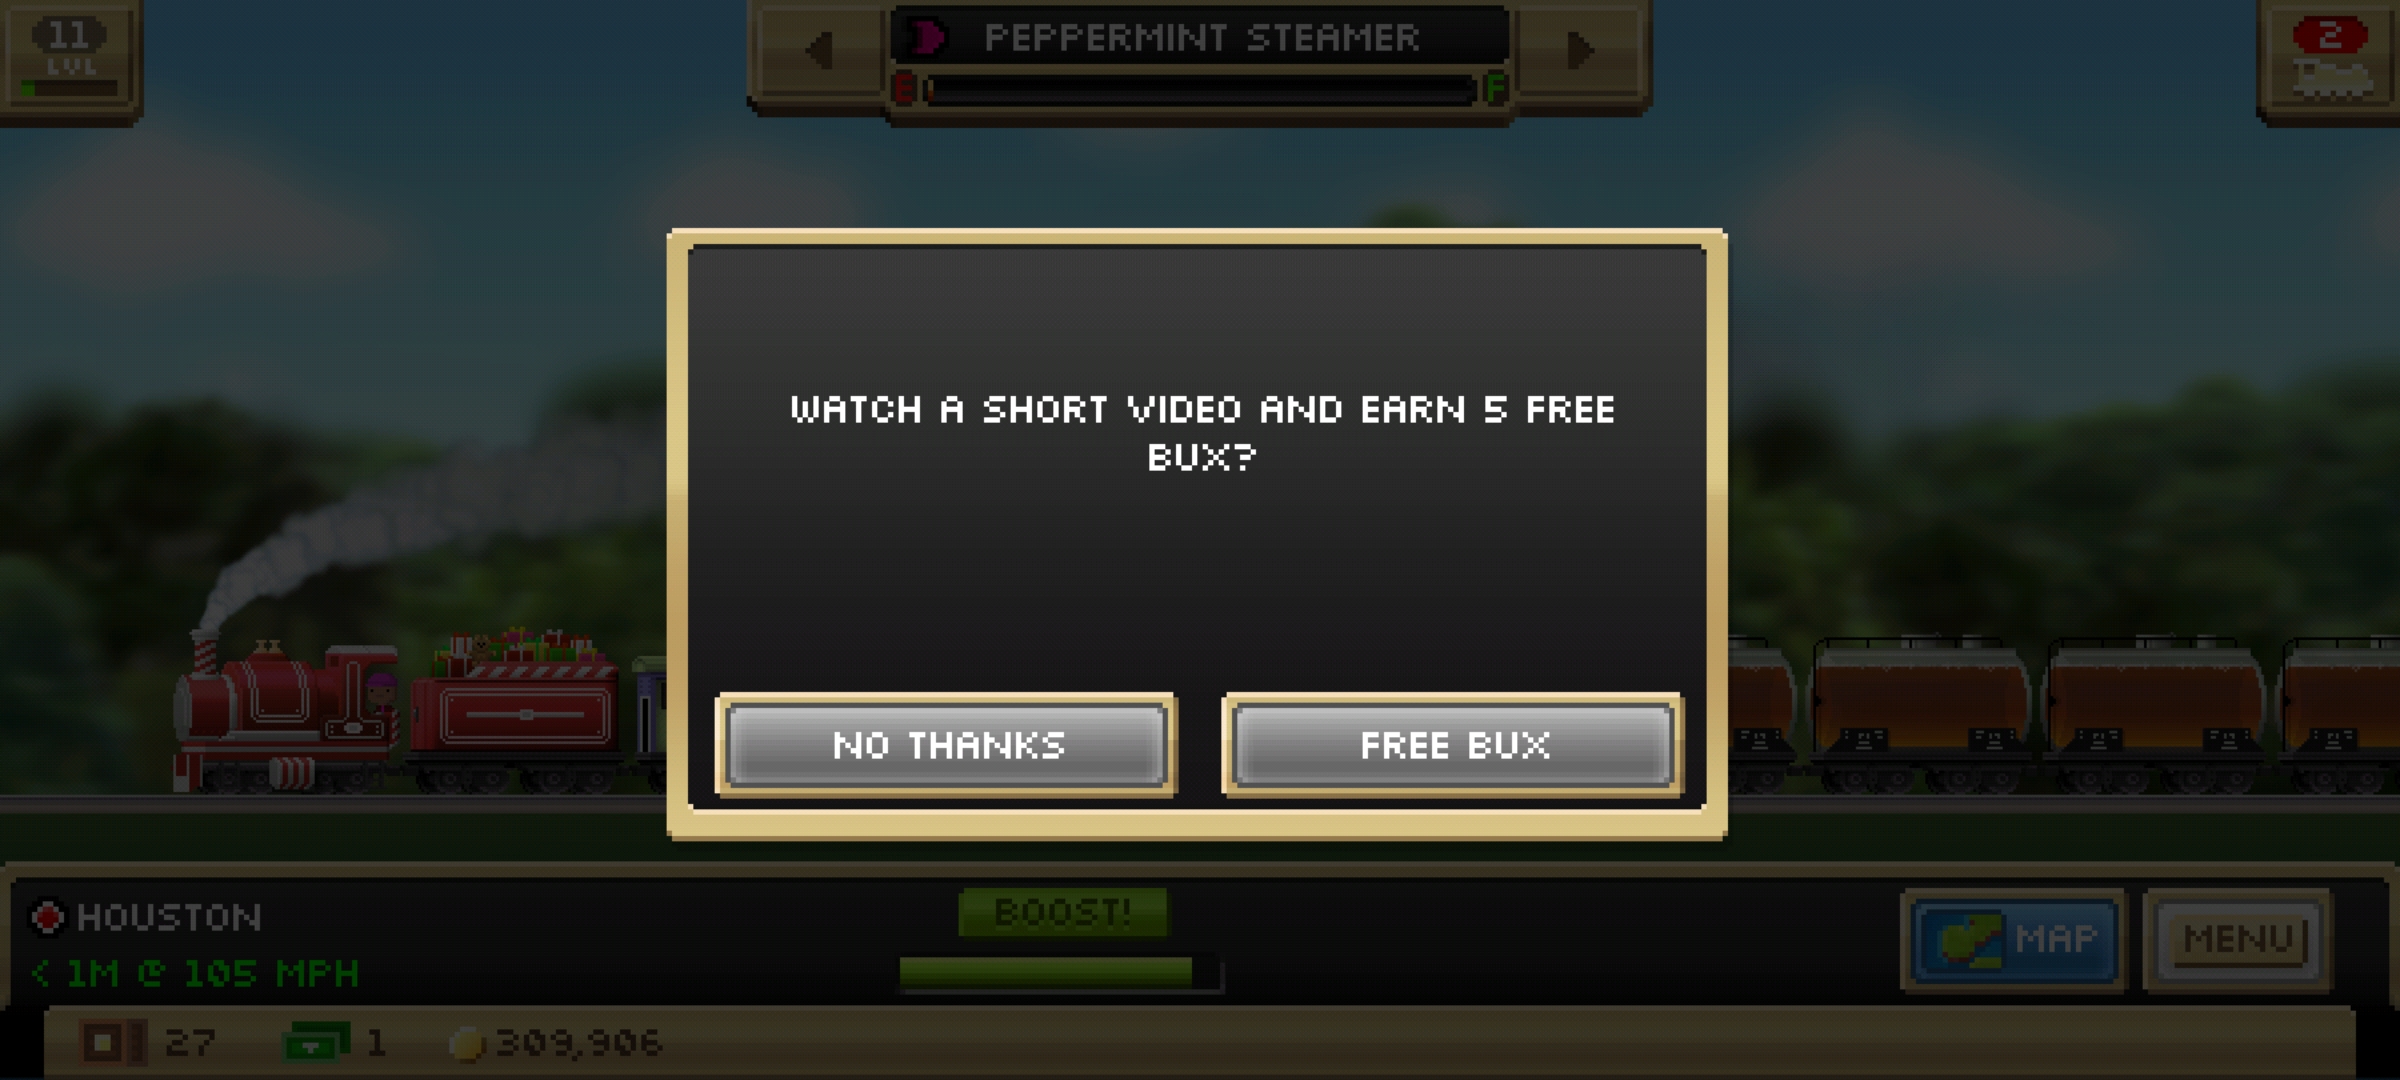 11
LVL
PEPPERMINT STEAMER
E F
2
WATCH A SHORT VIDEO AND EARN 5 FREE
BUX?
NO THANKS
FREE BUX
HOUSTON
< 1M @ 105 MPH
BOOST!
MAP
MENU
27
1
309,906